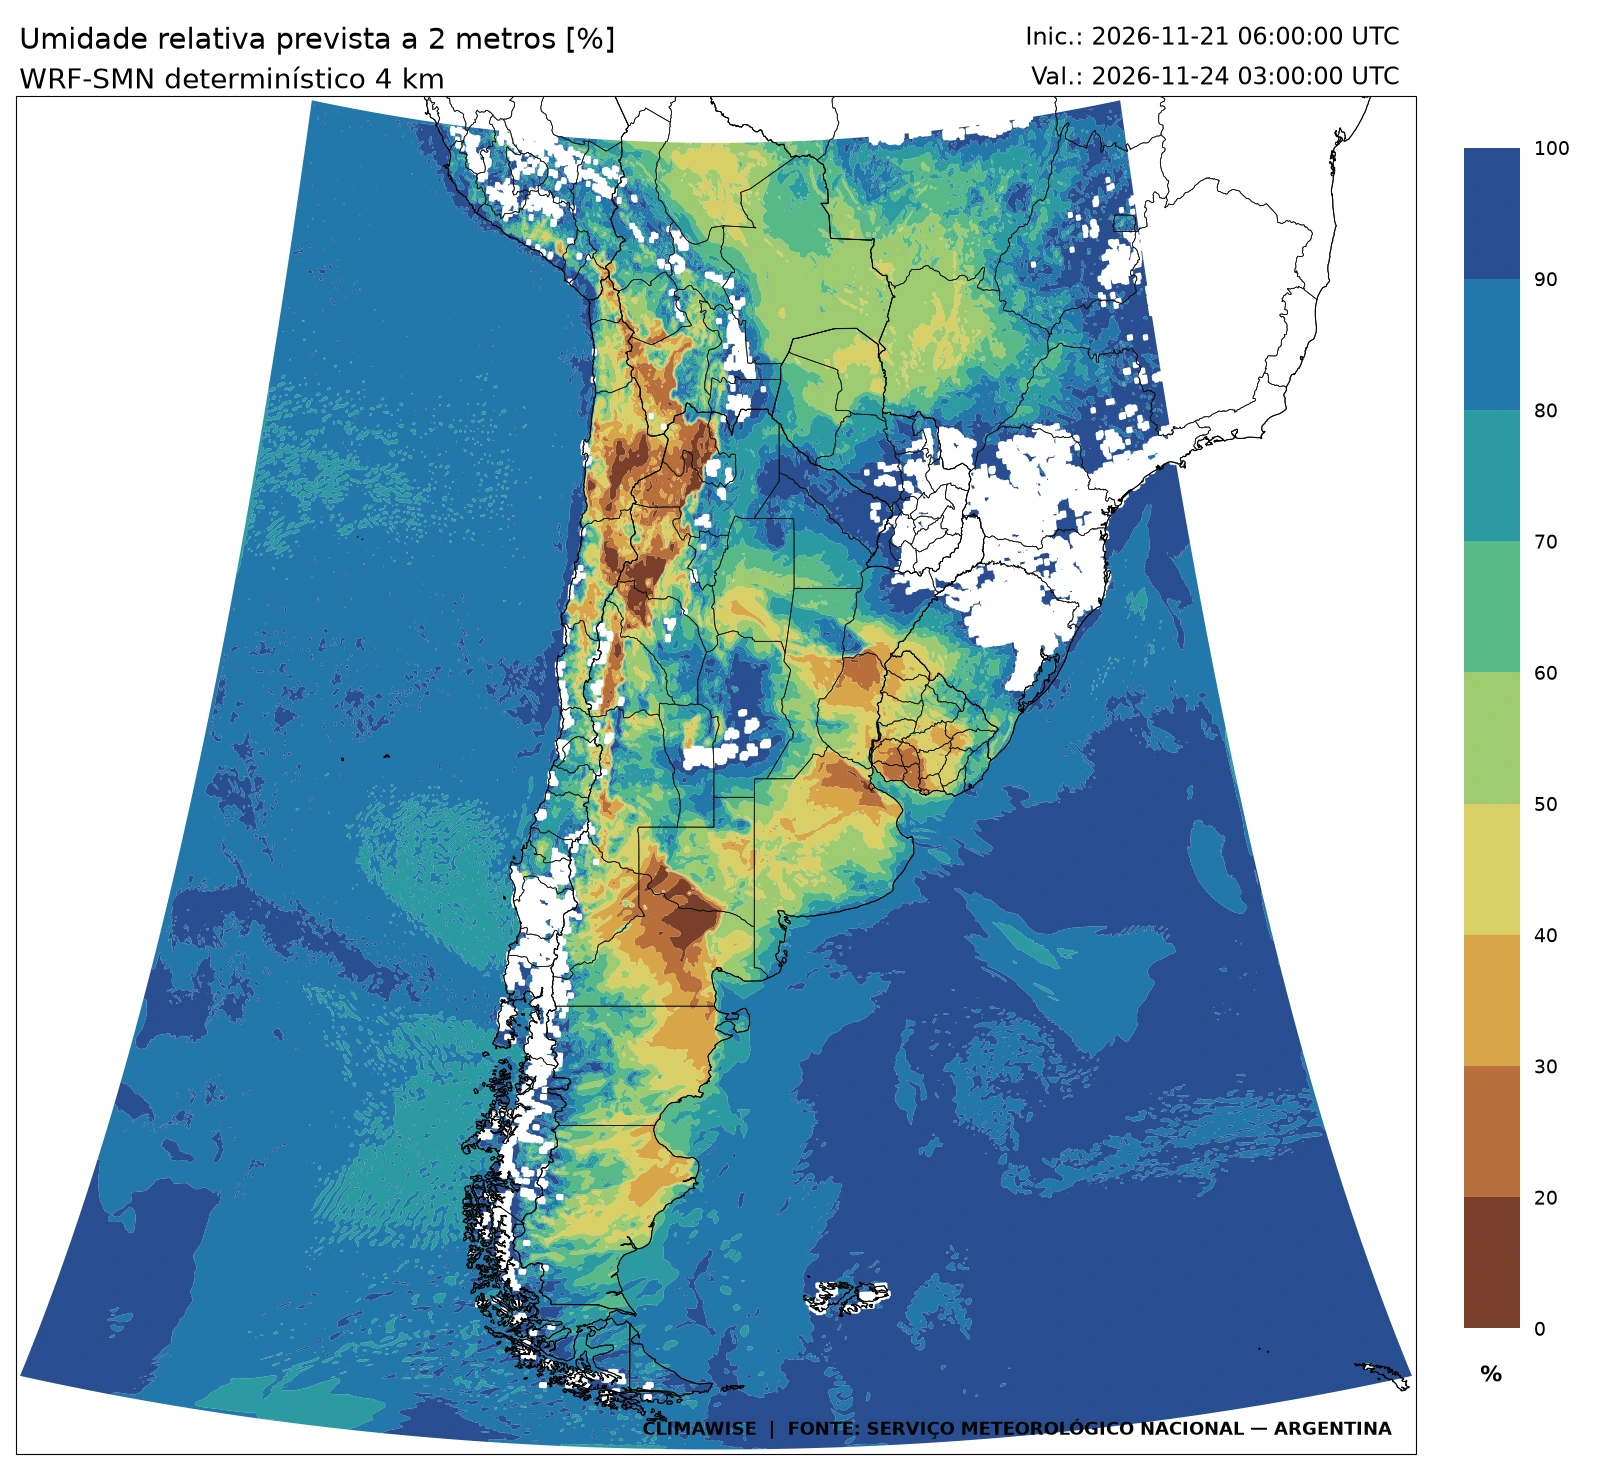 Umidade relativa prevista a 2 metros [%]
WRF-SMN determinístico 4 km
Inic.: 2026-11-21 06:00:00 UTC
Val.: 2026-11-24 03:00:00 UTC
100
90
80
70
60
50
40
30
20
0
%
CLIMAWISE | FONTE: SERVIÇO METEOROLÓGICO NACIONAL — ARGENTINA